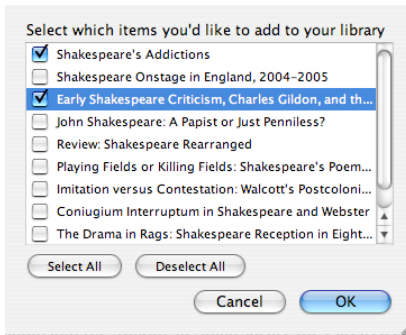 Select which items you'd like to add to your library
Shakespeare's Addictions
Shakespeare Onstage in England, 2004-2005
Early Shakespeare Criticism, Charles Gildon, and th...
John Shakespeare: A Papist or Just Penniless?
Review: Shakespeare Rearranged
Playing Fields or Killing Fields: Shakespeare's Poem...
Imitation versus Contestation: Walcott's Postcoloni...
Coniugium Interruptum in Shakespeare and Webster
The Drama in Rags: Shakespeare Reception in Eight...
Select All
Deselect All
Cancel
OK